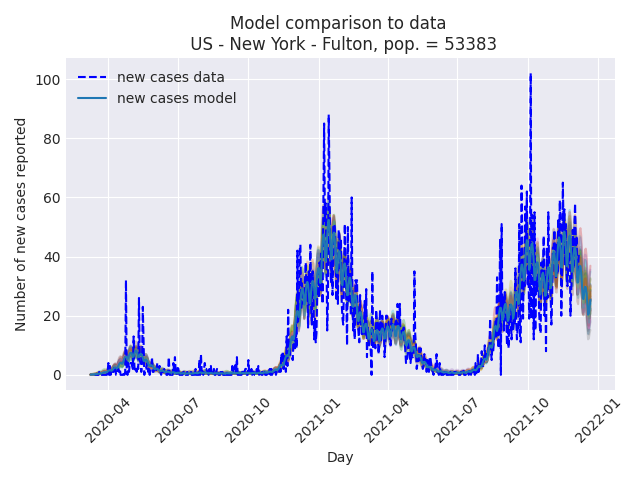 Model comparison to data
US - New York - Fulton, pop. = 53383
new cases data
new cases model
Number of new cases reported
100
80
60
40
20
0
2020-04
2020-07
2020-10
2021-01
2021-04
2021-07
2021-10
2022-01
Day